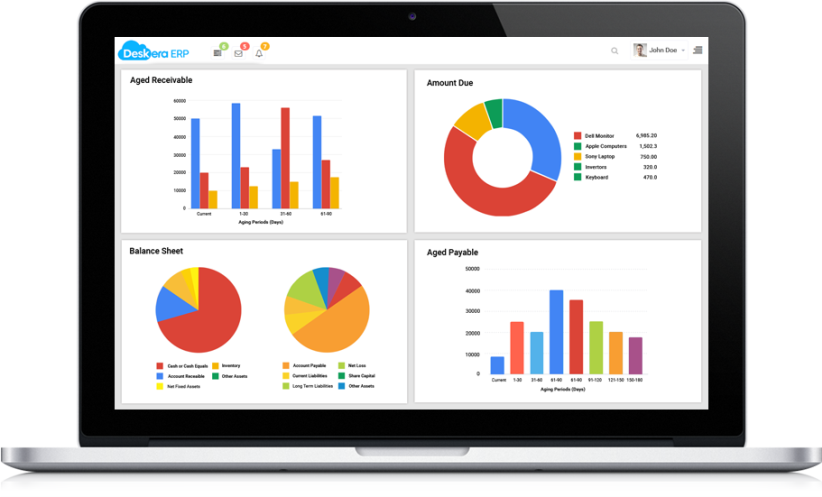 Deskera ERP
6
5
7
John Doe
Aged Receivable
60000
50000
40000
30000
20000
10000
0
Current 1-30 31-60 61-90
Aging Periods (Days)
Amount Due
Dell Monitor 6,985.20
Apple Computers 1,502.3
Sony Laptop 750.00
Invertors 320.0
Keyboard 470.0
Balance Sheet
Cash or Cash Equals Inventory
Account Receable Other Assets
Net Fixed Assets
Account Payable Net Loss
Current Liabilities Share Capital
Long Term Liabilities Other Assets
Aged Payable
50000
40000
30000
20000
10000
0
Current 1-30 31-60 61-90 61-90 91-120 121-150 150-180
Aging Periods (Days)